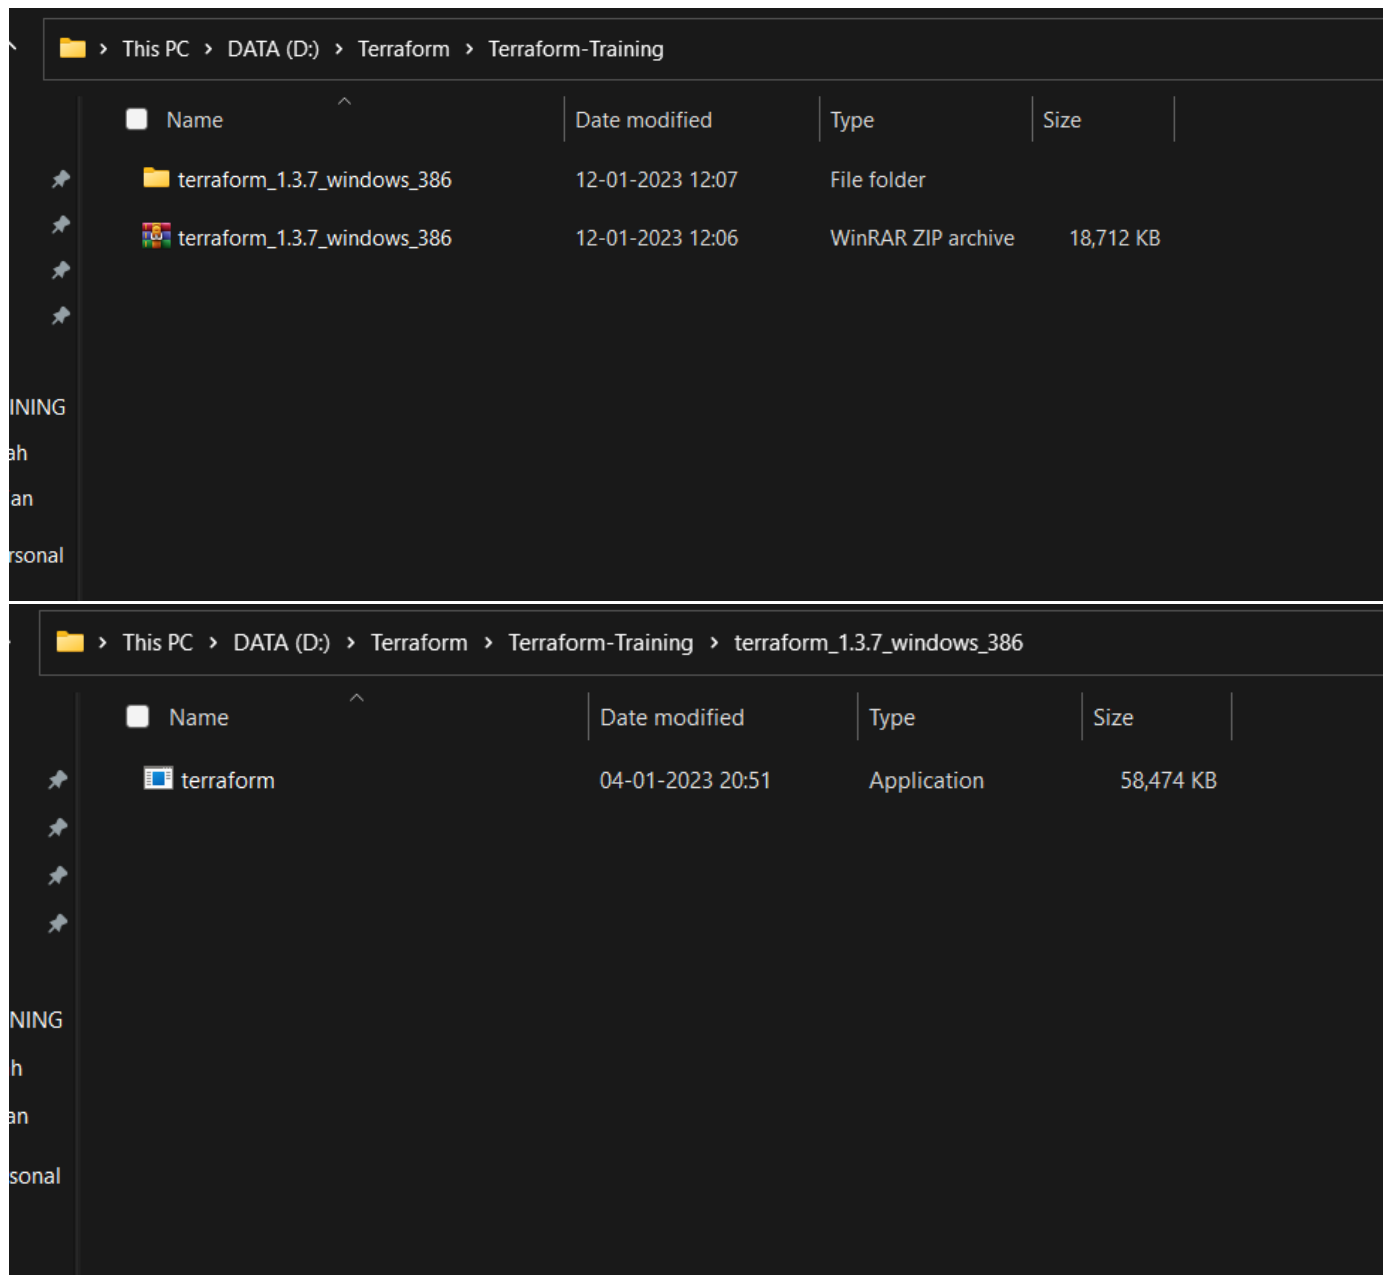 This PC > DATA (D:) > Terraform > Terraform-Training
Name Date modified Type Size
terraform_1.3.7_windows_386 12-01-2023 12:07 File folder
terraform_1.3.7_windows_386 12-01-2023 12:06 WinRAR ZIP archive 18,712 KB
INING
ah
an
rsonal
This PC > DATA (D:) > Terraform > Terraform-Training > terraform_1.3.7_windows_386
Name Date modified Type Size
terraform 04-01-2023 20:51 Application 58,474 KB
NING
h
an
sonal